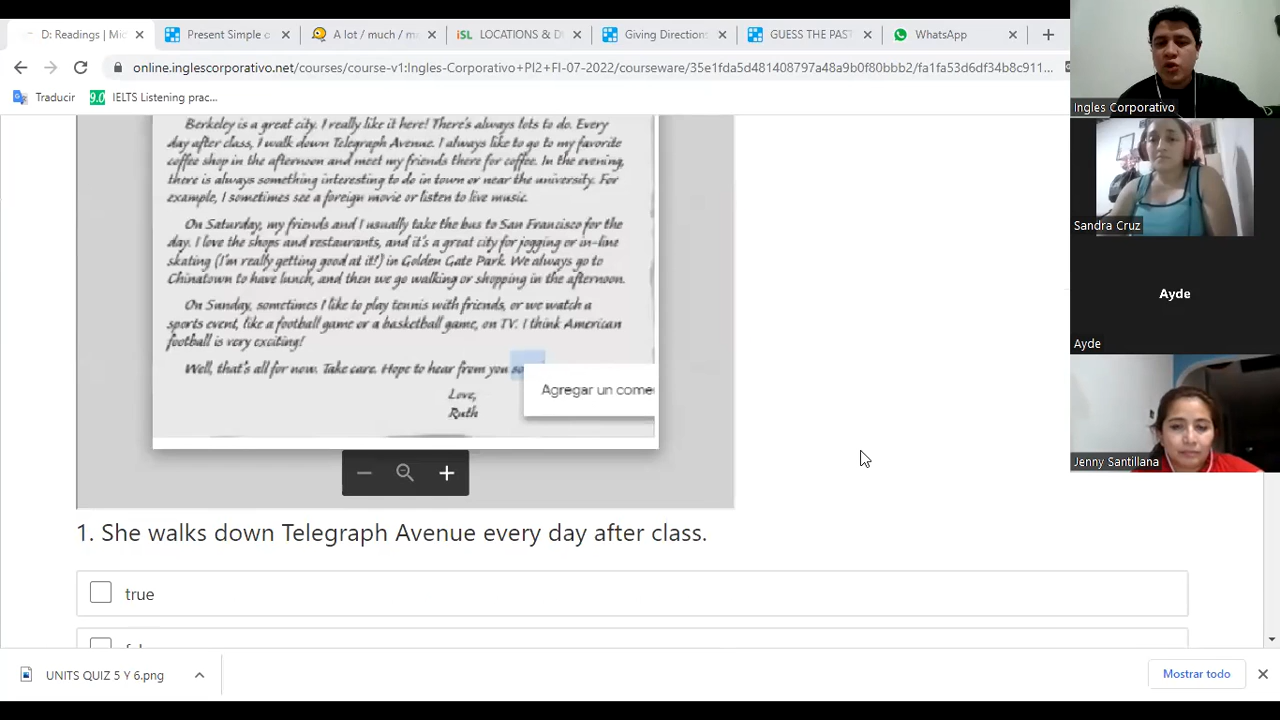 D: Readings | Mic
Present Simple o
A lot / much / m
iSL LOCATIONS & D
Giving Direction
GUESS THE PAST
WhatsApp
online.inglescorporativo.net/courses/course-v1:Ingles-Corporativo+PI2+FI-07-2022/courseware/35e1fda5d481408797a48a9b0f80bbb2/fa1fa53d6df34b8c911...
Traducir
9.0 IELTS Listening prac...
Berkeley is a great city. I really like it here! There's always lots to do. Every
day after class, I walk down Telegraph Avenue. I always like to go to my favorite
coffee shop in the afternoon and meet my friends there for coffee. In the evening,
there is always something interesting to do in town or near the university. For
example, I sometimes see a foreign movie or listen to live music.
On Saturday, my friends and I usually take the bus to San Francisco for the
day. I love the shops and restaurants, and it's a great city for jogging or in-line
skating (I'm really getting good at it!) in Golden Gate Park. We always go to
Chinatown to have lunch, and then we go walking or shopping in the afternoon.
On Sunday, sometimes I like to play tennis with friends, or we watch a
sports event, like a football game or a basketball game, on TV. I think American
football is very exciting!
Well, that's all for now. Take care. Hope to hear from you so
Agregar un come
Love,
Ruth
1. She walks down Telegraph Avenue every day after class.
true
UNITS QUIZ 5 Y 6.png
Mostrar todo
Ingles Corporativo
Sandra Cruz
Ayde
Ayde
Jenny Santillana